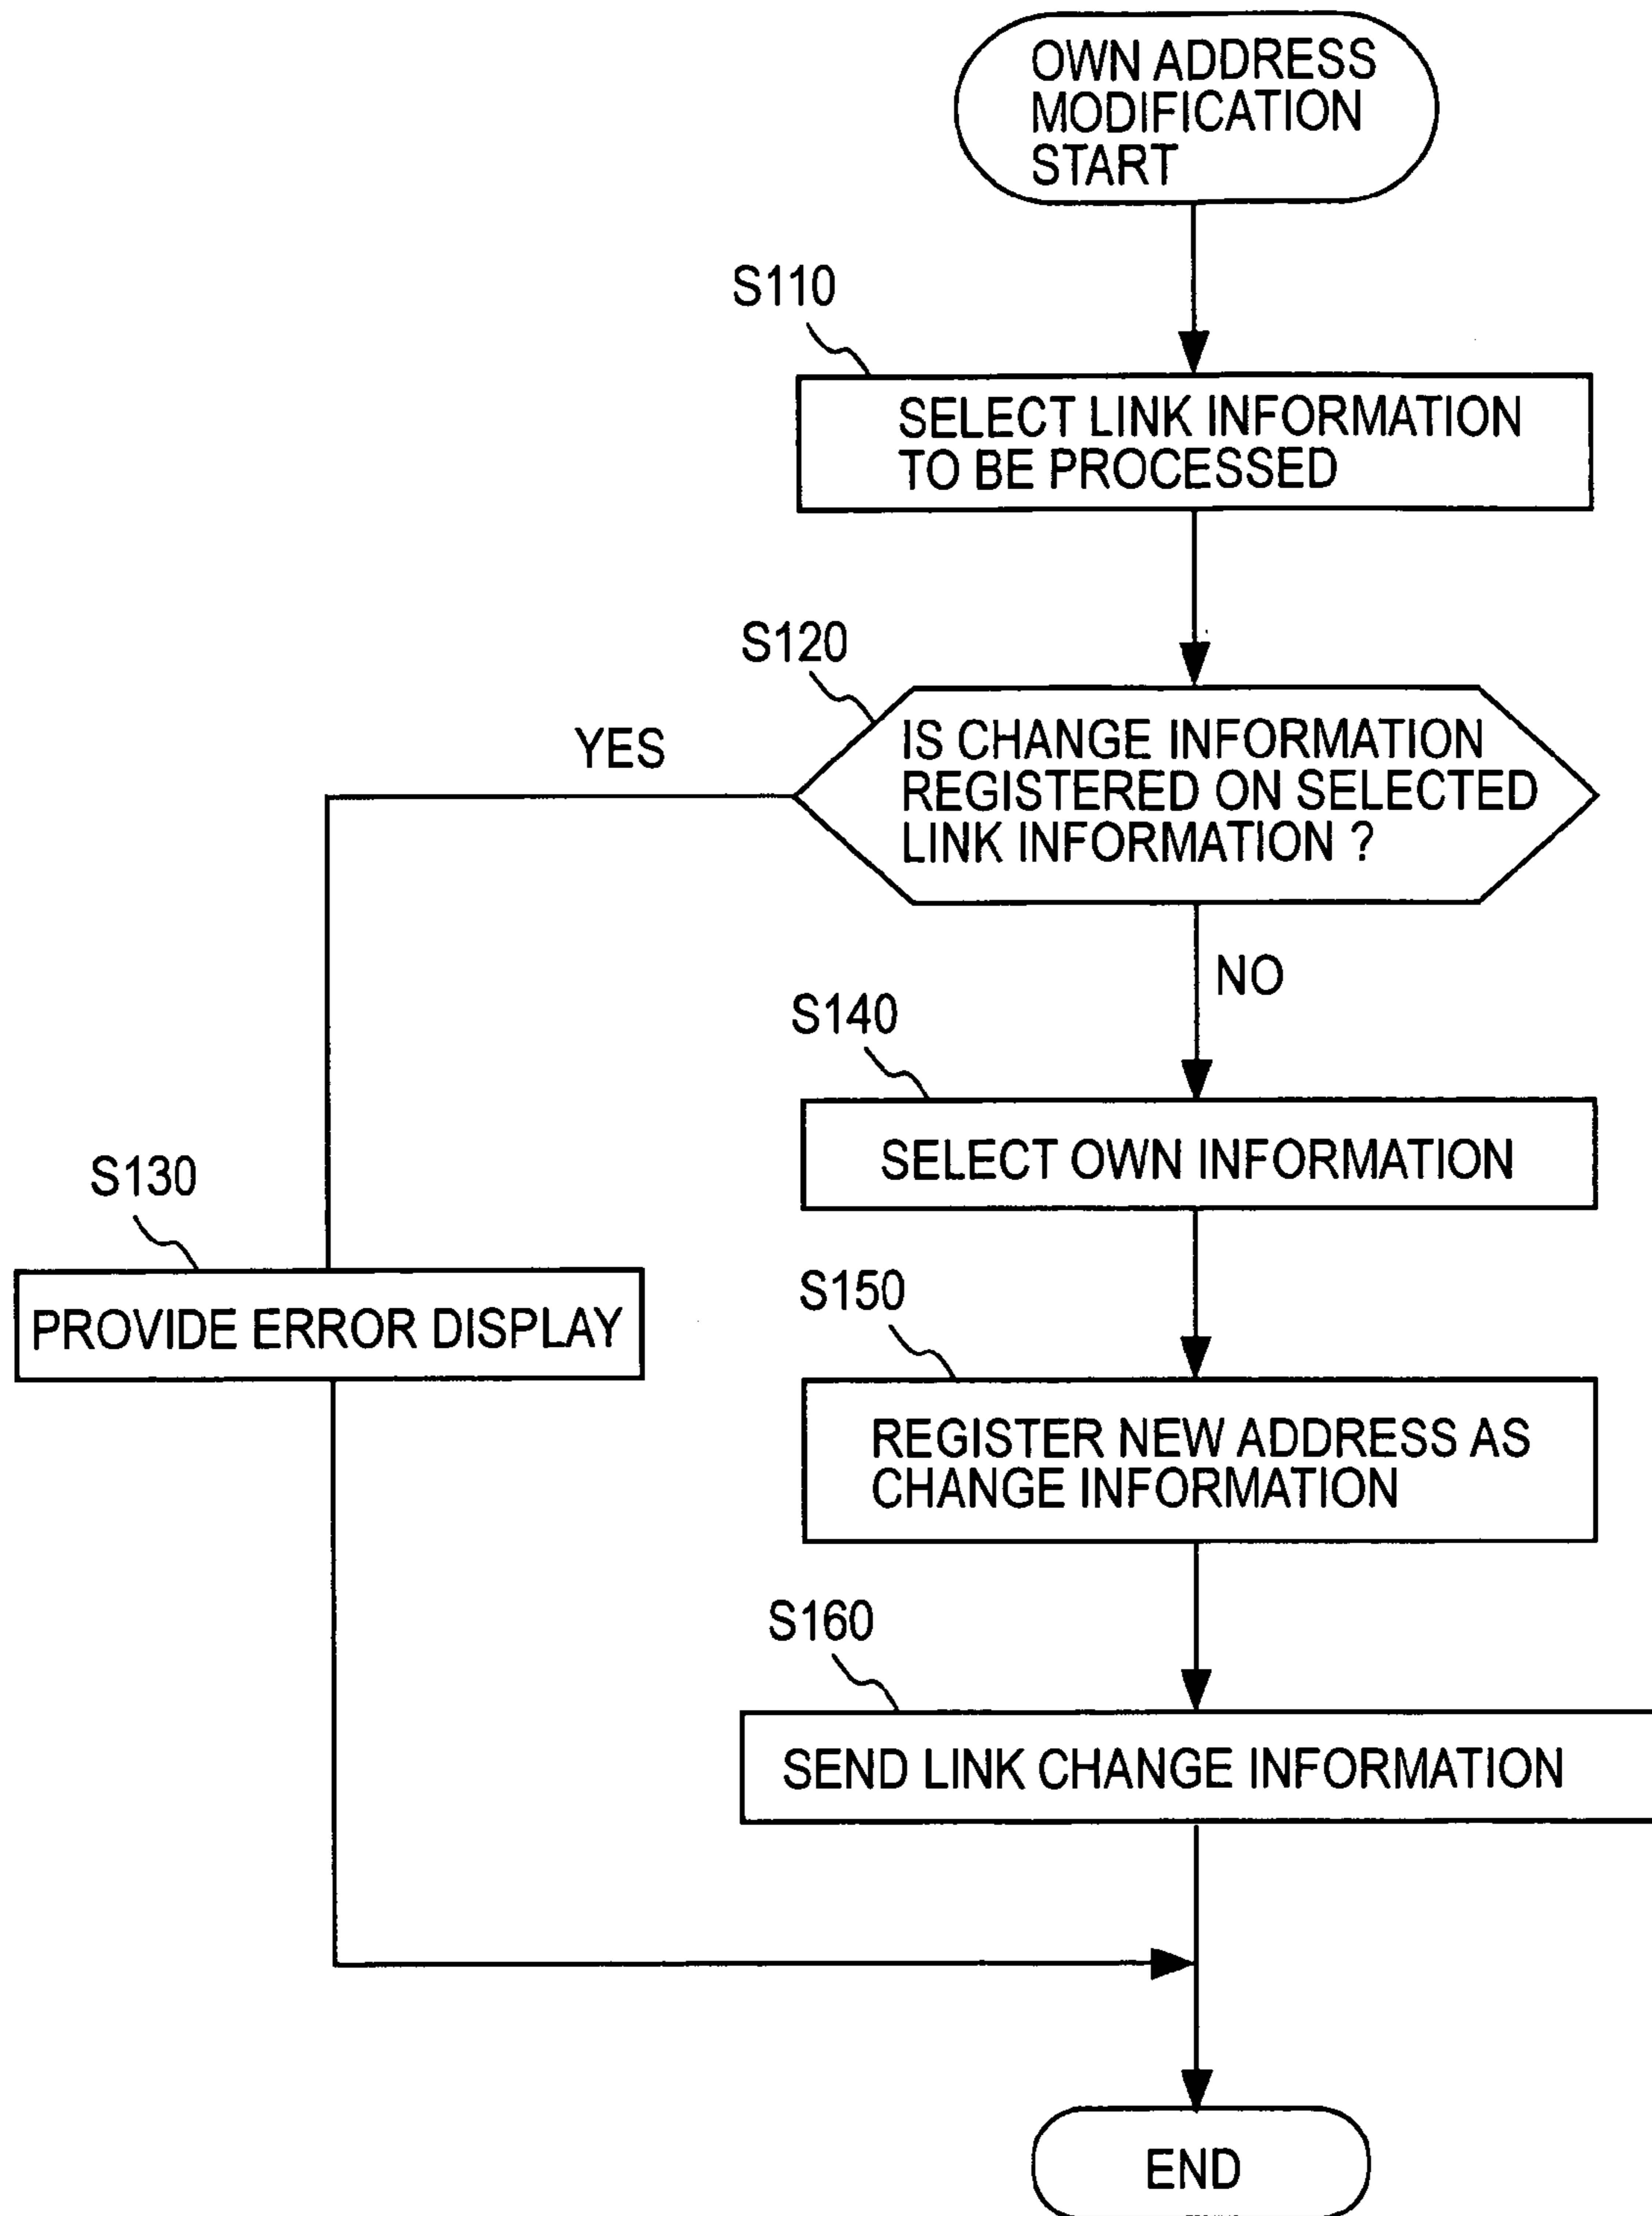 OWN ADDRESS
MODIFICATION
START
S110
SELECT LINK INFORMATION
TO BE PROCESSED
S120
YES
IS CHANGE INFORMATION
REGISTERED ON SELECTED
LINK INFORMATION ?
NO
S140
SELECT OWN INFORMATION
S130
PROVIDE ERROR DISPLAY
S150
REGISTER NEW ADDRESS AS
CHANGE INFORMATION
S160
SEND LINK CHANGE INFORMATION
END